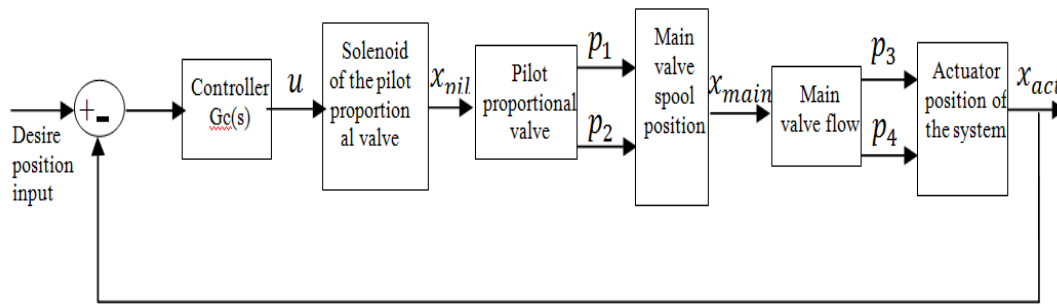 +
-
Desire
position
input
Controller
Gc(s)
u
Solenoid
of the pilot
proportion
al valve
x_nil
Pilot
proportional
valve
p_1
p_2
Main
valve
spool
position
x_main
Main
valve flow
p_3
p_4
Actuator
position of
the system
x_act